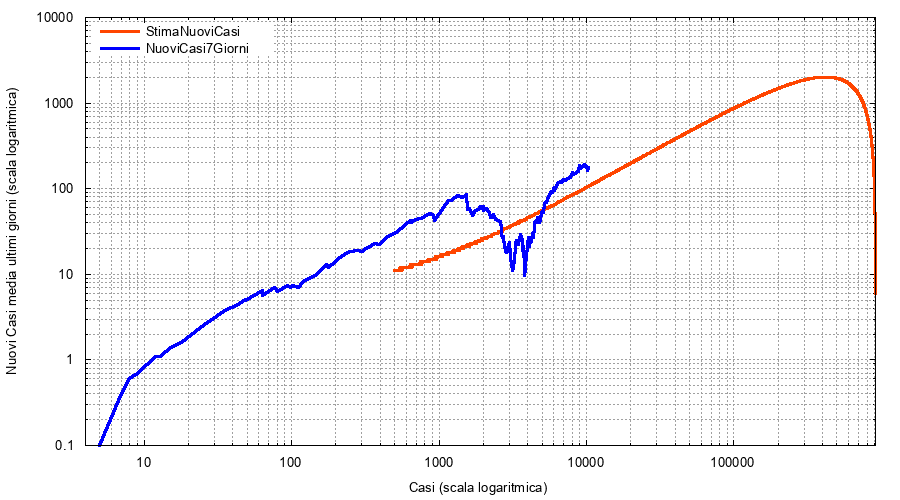 10000
1000
100
10
1
0.1
StimaNuoviCasi
NuoviCasi7Giorni
Nuovi Casi media ultimi giorni (scala logaritmica)
10 100 1000 10000 100000
Casi (scala logaritmica)